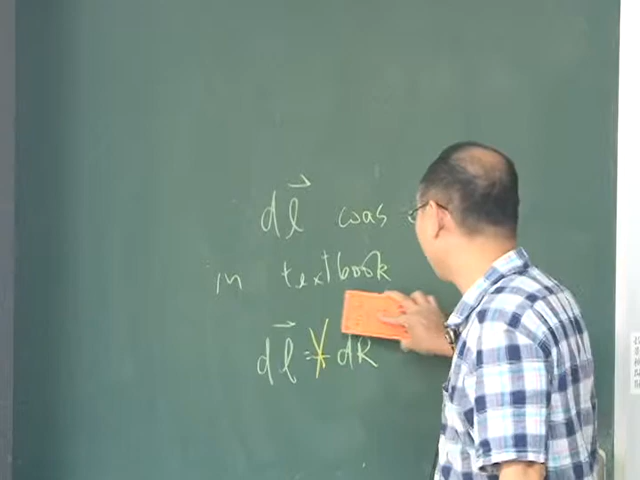 dl⃗ was
in textbook
dl⃗ = dR